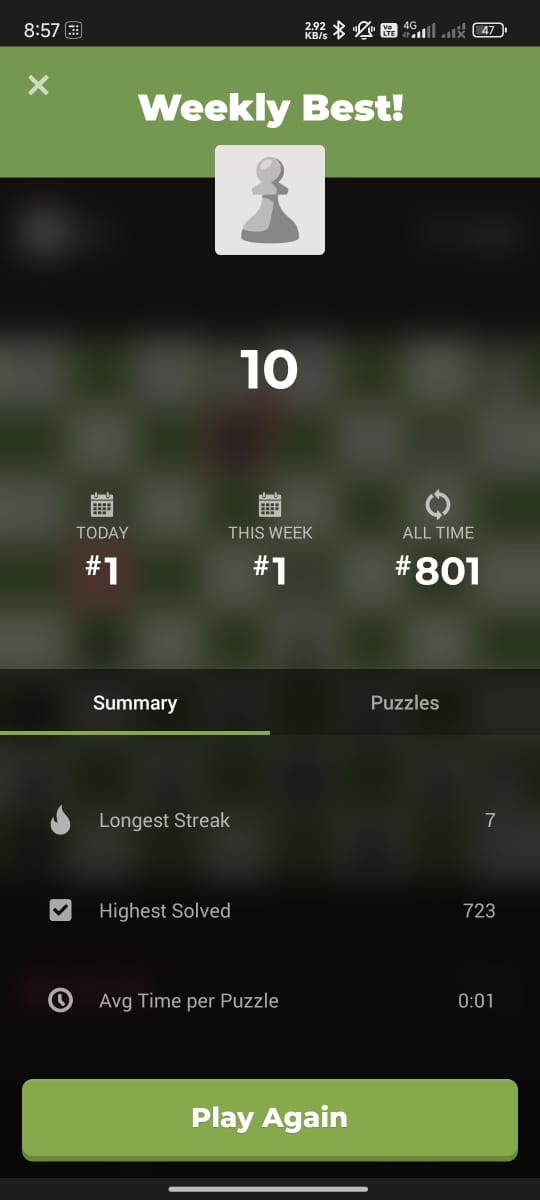 8:57
2.92
KB/s
Vo
LTE
4G
47
Weekly Best!
10
TODAY
THIS WEEK
ALL TIME
#1
#1
#801
Summary
Puzzles
Longest Streak
7
Highest Solved
723
Avg Time per Puzzle
0:01
Play Again